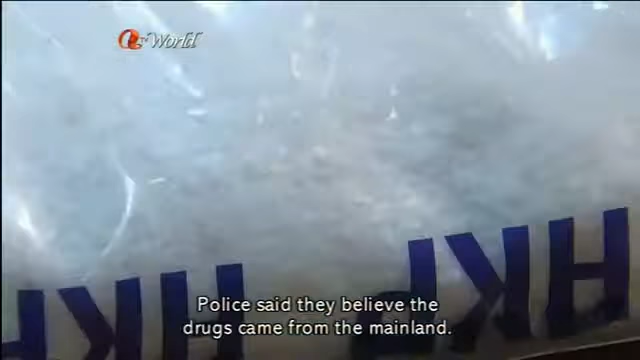 World
HKP HKP
Police said they believe the
drugs came from the mainland.